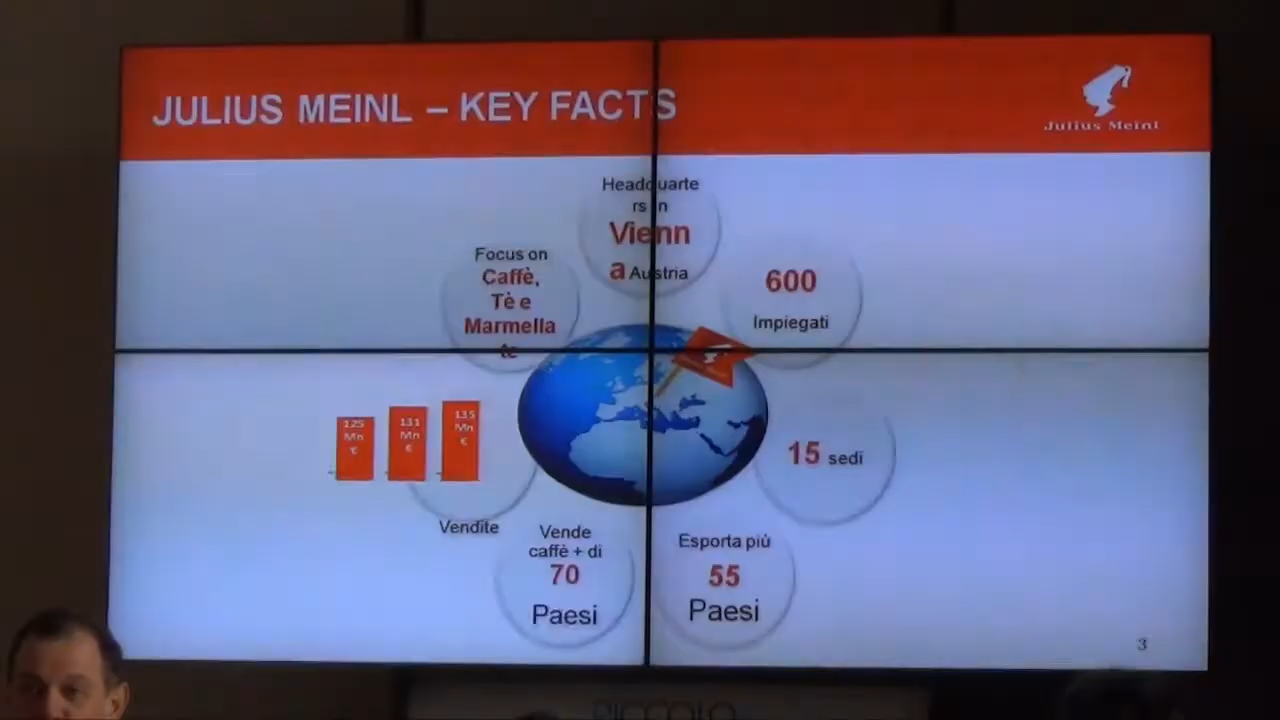 JULIUS MEINL – KEY FACTS
Julius Meinl
Headquarte
rs in
Vienn
a Austria
Focus on
Caffè,
Tè e
Marmella
te
600
Impiegati
125
Mn
€
131
Mn
€
135
Mn
€
Vendite
15 sedi
Vende
caffè + di
70
Paesi
Esporta più
55
Paesi
3